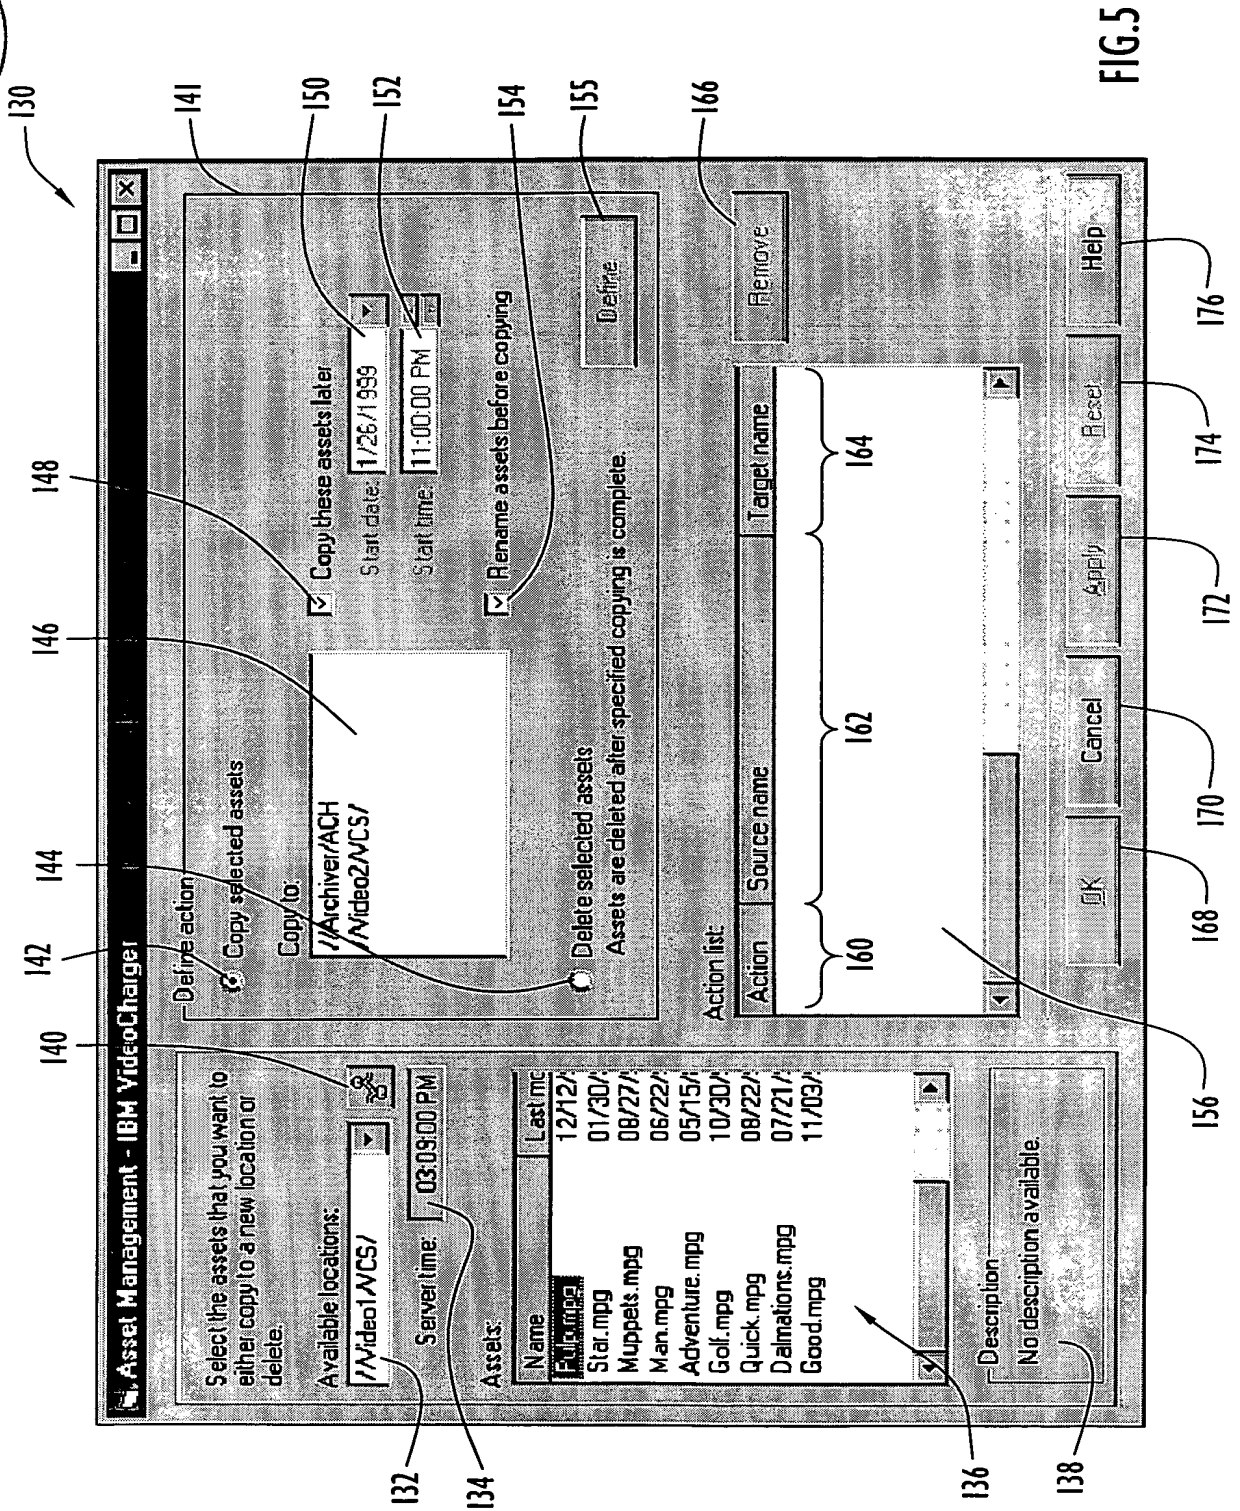 130
Asset Management - IBM VideoCharger
Select the assets that you want to
either copy to a new location or
delete.
Available locations:
//Video1/VCS/
Server time:
03:09:00 PM
Assets:
Name
Last mo
12/12/
Star.mpg
01/30/
Muppets.mpg
08/27/
Man.mpg
06/22/
Adventure.mpg
05/15/
Golf.mpg
10/30/
Quick.mpg
08/22/
Dalmations.mpg
07/21/
Good.mpg
11/03/
Description
No description available.
Define action
Copy selected assets
Copy to:
//Archiver/ACH
//Video2/VCS/
Copy these assets later
Start date:
1/26/1999
Start time:
11:00:00 PM
Rename assets before copying
Delete selected assets
Assets are deleted after specified copying is complete.
Define
Action list:
Action
Source name
Target name
Remove
OK
Cancel
Apply
Reset
Help
132
134
136
138
140
142
144
146
148
141
150
152
154
155
166
160
162
164
156
168
170
172
174
176
FIG.5